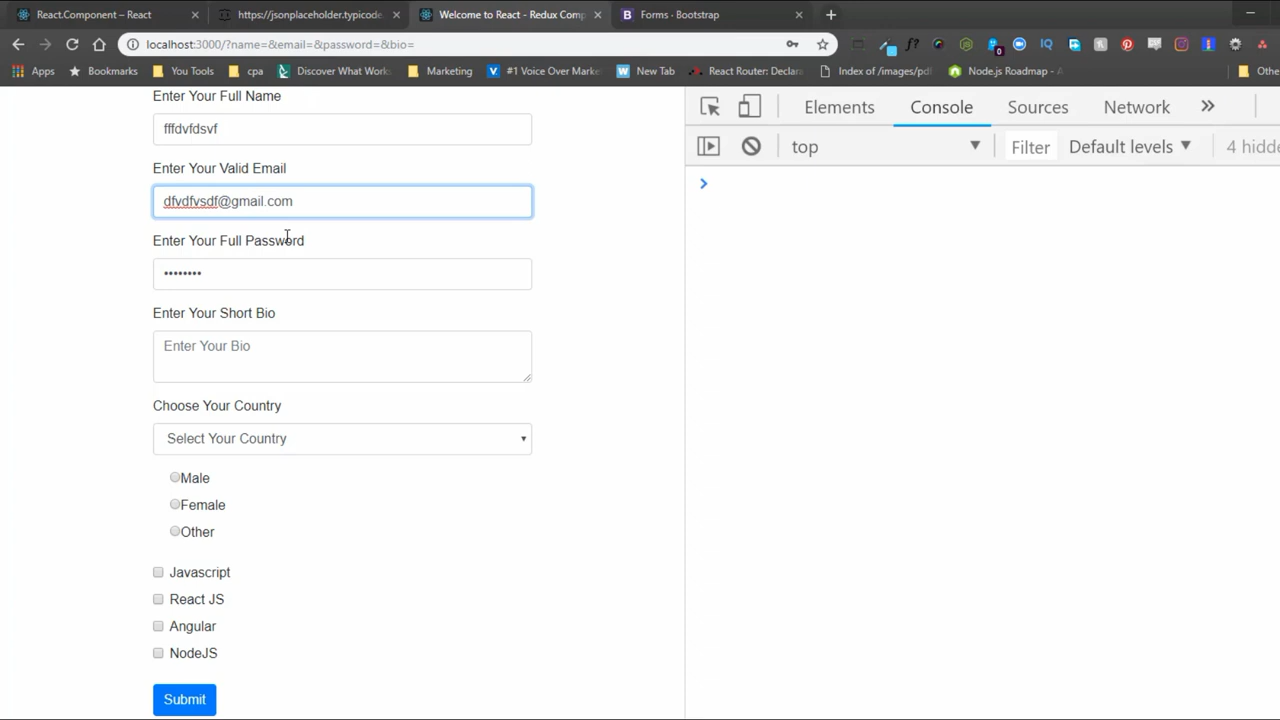 React.Component – React
https://jsonplaceholder.typicode.
Welcome to React - Redux Comp
Forms - Bootstrap
localhost:3000/?name=&email=&password=&bio=
Apps
Bookmarks
You Tools
cpa
Discover What Works
Marketing
#1 Voice Over Marke
New Tab
React Router: Declara
Index of /images/pdf
Node.js Roadmap - A
Othe
Enter Your Full Name
fffdvfdsvf
Enter Your Valid Email
dfvdfvsdf@gmail.com
Enter Your Full Password
••••••••
Enter Your Short Bio
Enter Your Bio
Choose Your Country
Select Your Country
Male
Female
Other
Javascript
React JS
Angular
NodeJS
Submit
Elements
Console
Sources
Network
top
Filter
Default levels
4 hidde